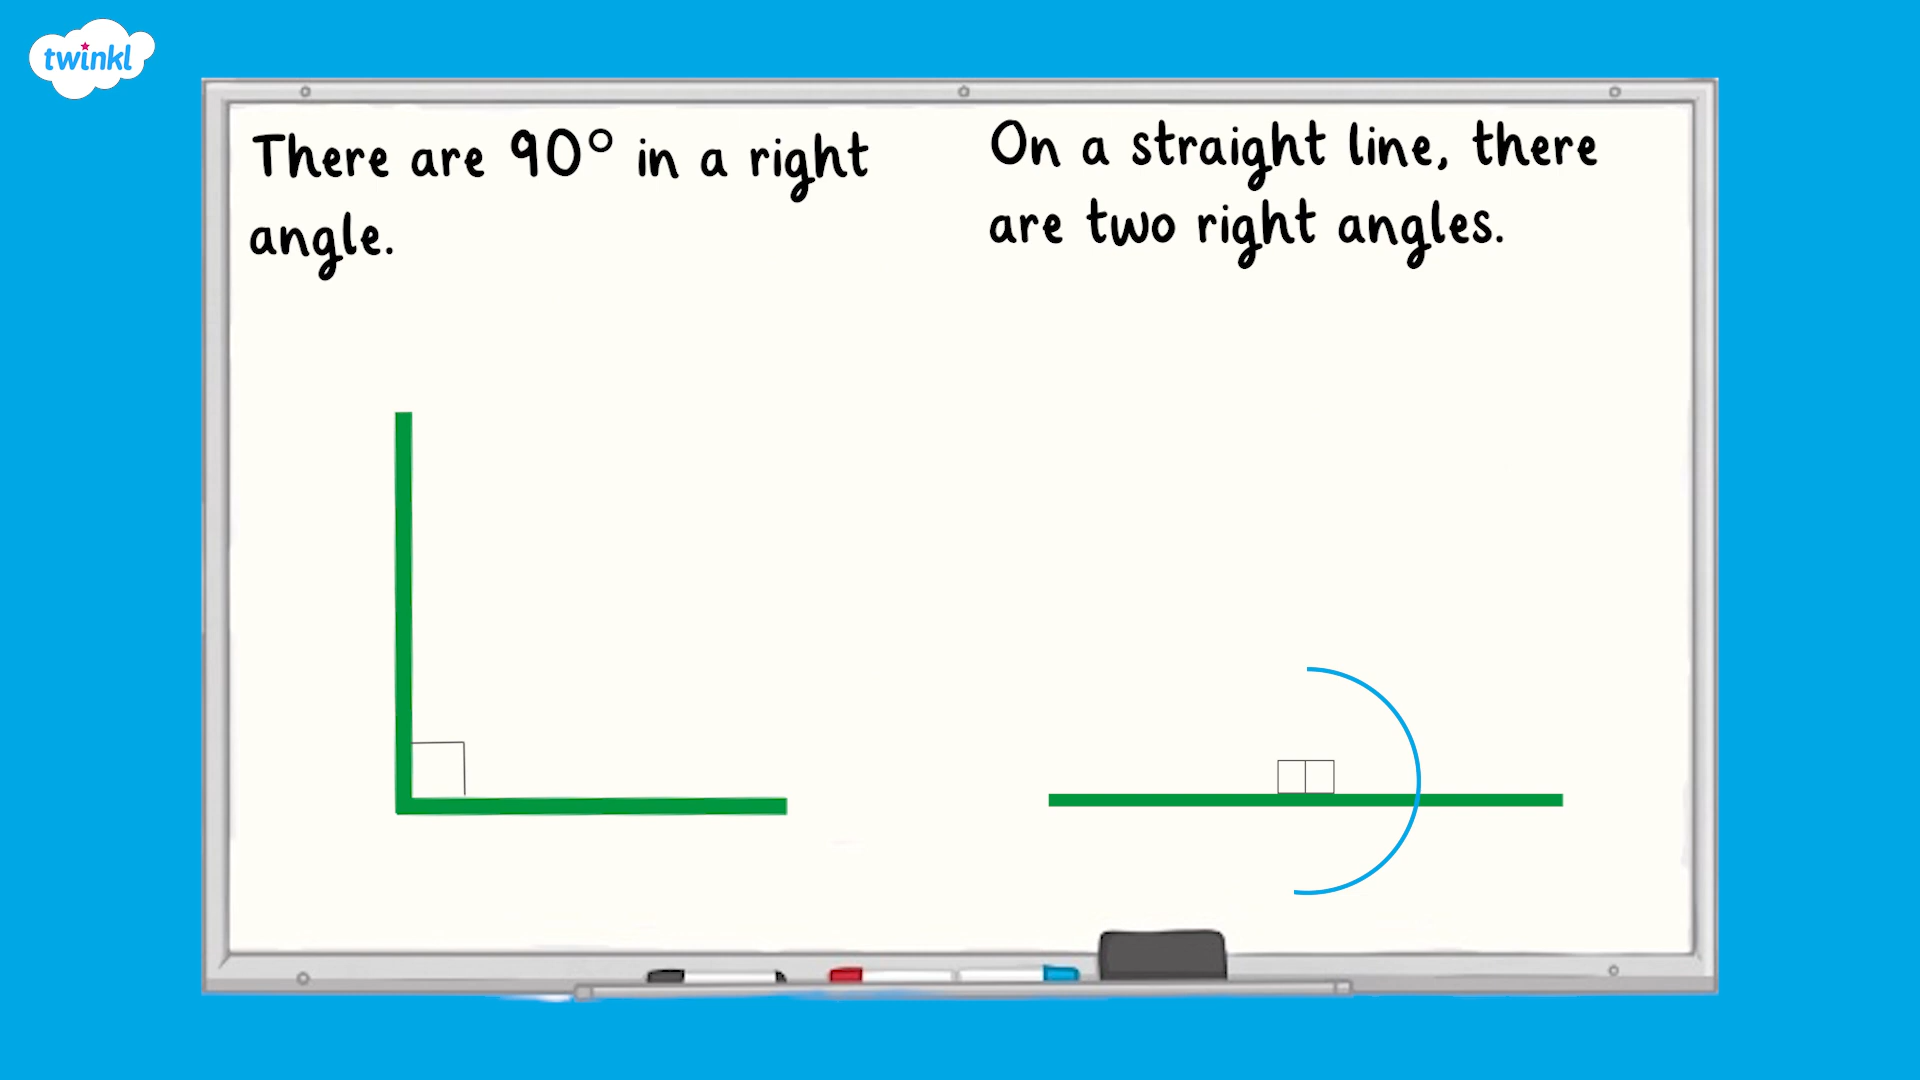 twinkl
There are 90° in a right
angle.
On a straight line, there
are two right angles.